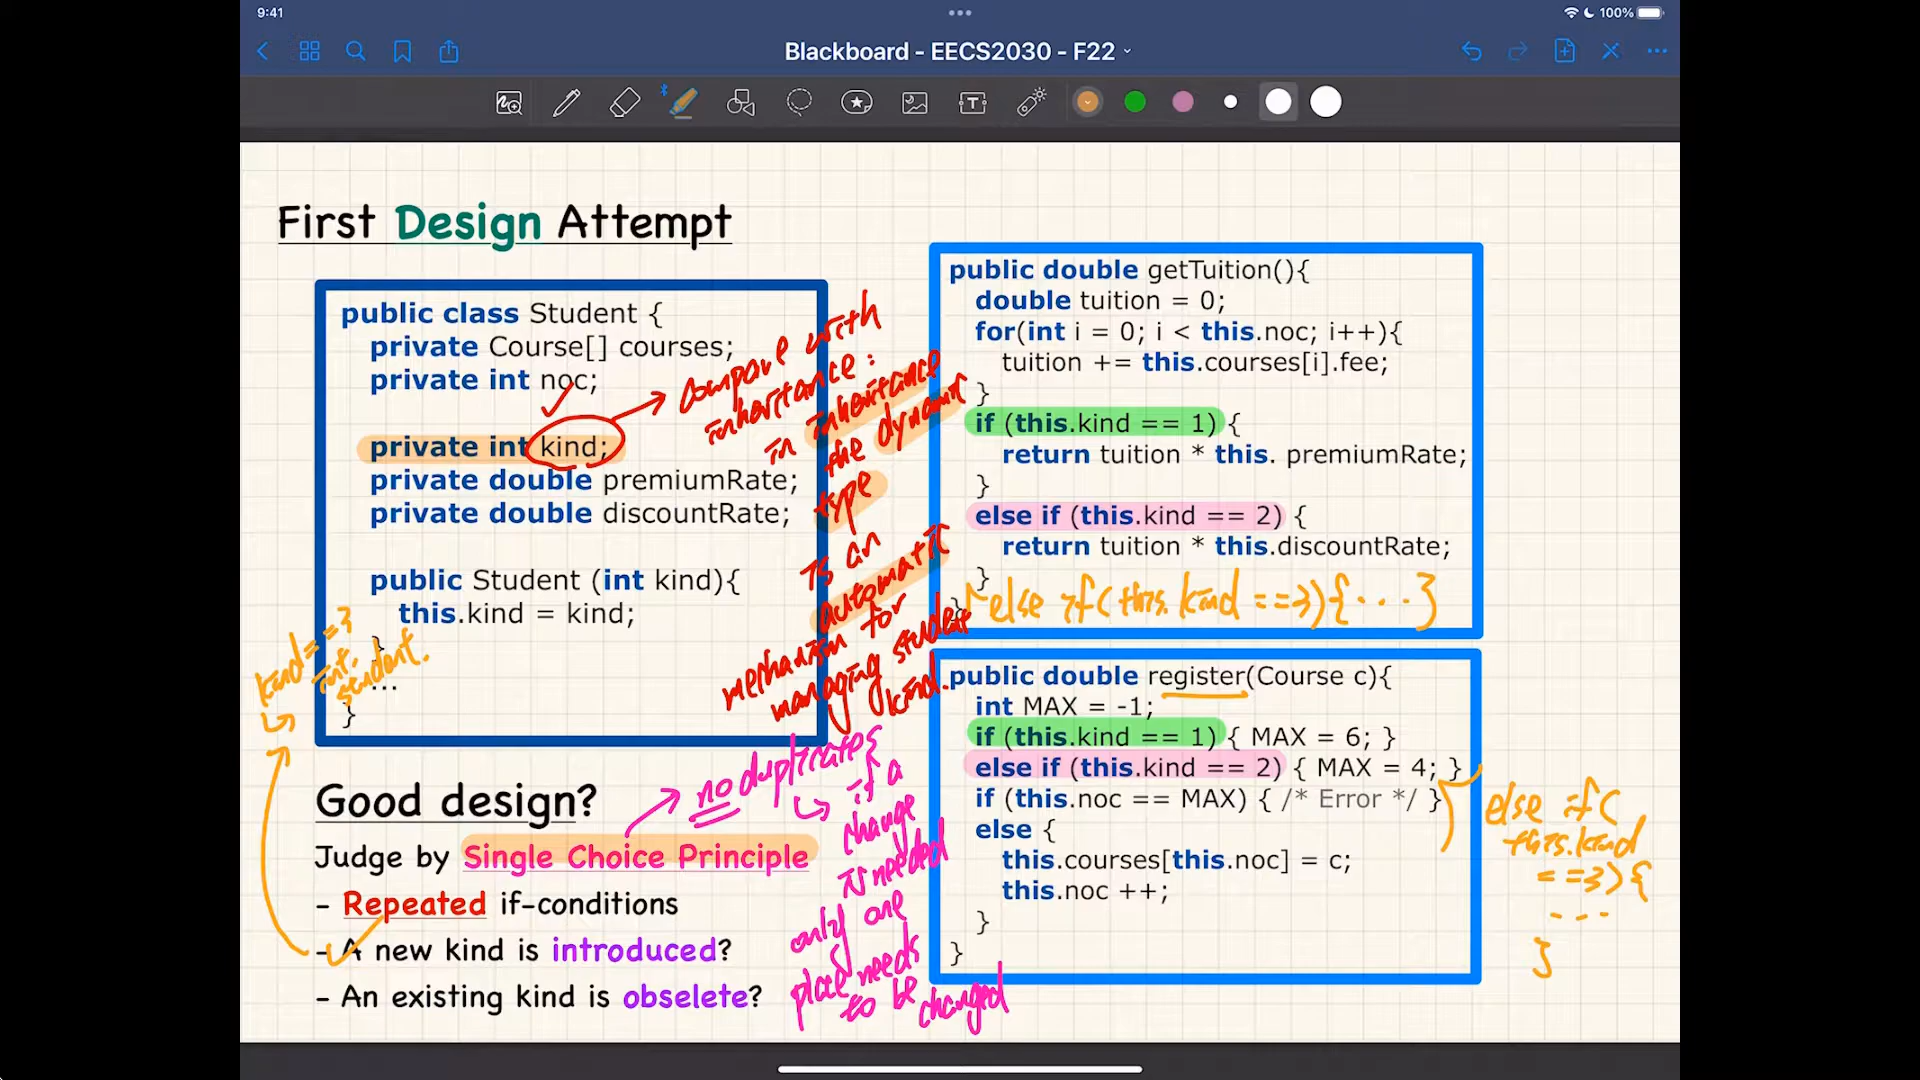 9:41
100%
Blackboard - EECS2030 - F22
First Design Attempt
public class Student {
private Course[] courses;
private int noc;
private int kind;
private double premiumRate;
private double discountRate;
public Student (int kind){
this.kind = kind;
}
...
}
kind==3
int.
student.
compare with
inheritance:
in inheritance
the dynamic
type
is an
automatic
mechanism for
managing student
kind.
public double getTuition(){
double tuition = 0;
for(int i = 0; i < this.noc; i++){
tuition += this.courses[i].fee;
}
if (this.kind == 1) {
return tuition * this. premiumRate;
}
else if (this.kind == 2) {
return tuition * this.discountRate;
}
else if(this.kind ==3){...}
}
public double register(Course c){
int MAX = -1;
if (this.kind == 1) { MAX = 6; }
else if (this.kind == 2) { MAX = 4; }
if (this.noc == MAX) { /* Error */ }
else {
this.courses[this.noc] = c;
this.noc ++;
}
}
else if(
this.kind
==3){
...
}
Good design?
Judge by Single Choice Principle
- Repeated if-conditions
- A new kind is introduced?
- An existing kind is obselete?
no duplicates
if a
change
is needed
only one
place needs
to be changed